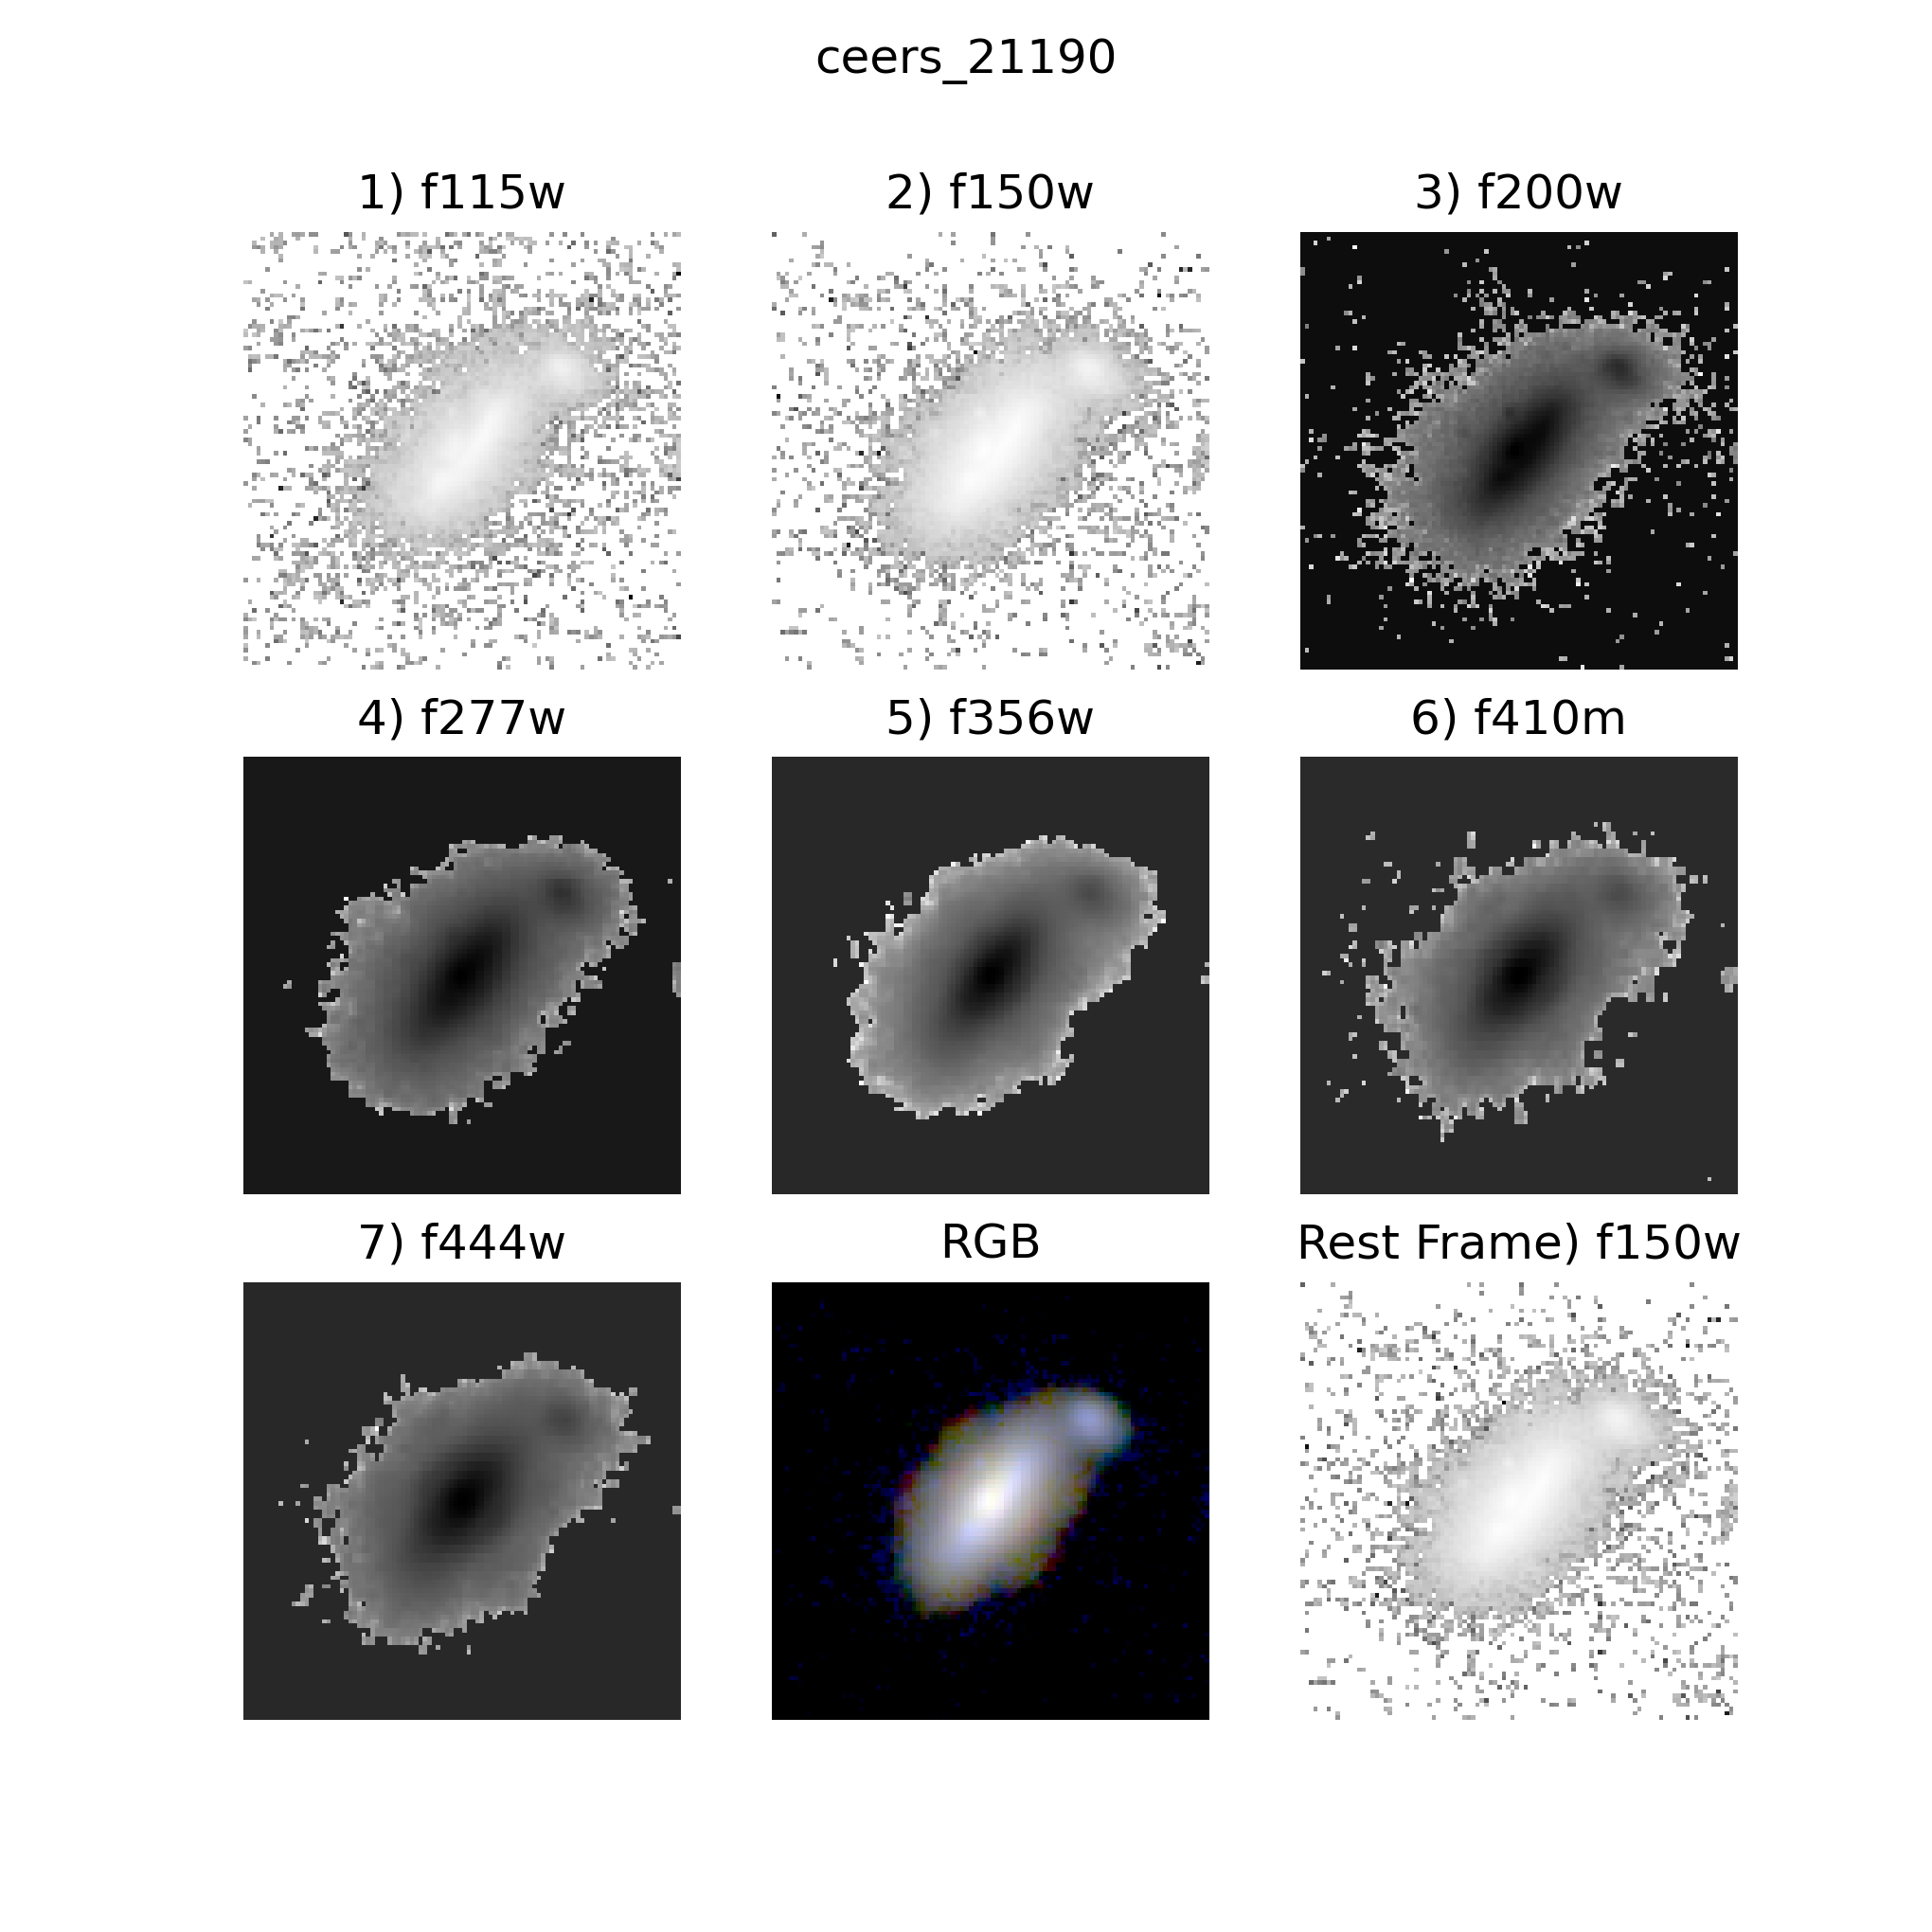 ceers_21190
1) f115w
2) f150w
3) f200w
4) f277w
5) f356w
6) f410m
7) f444w
RGB
Rest Frame) f150w